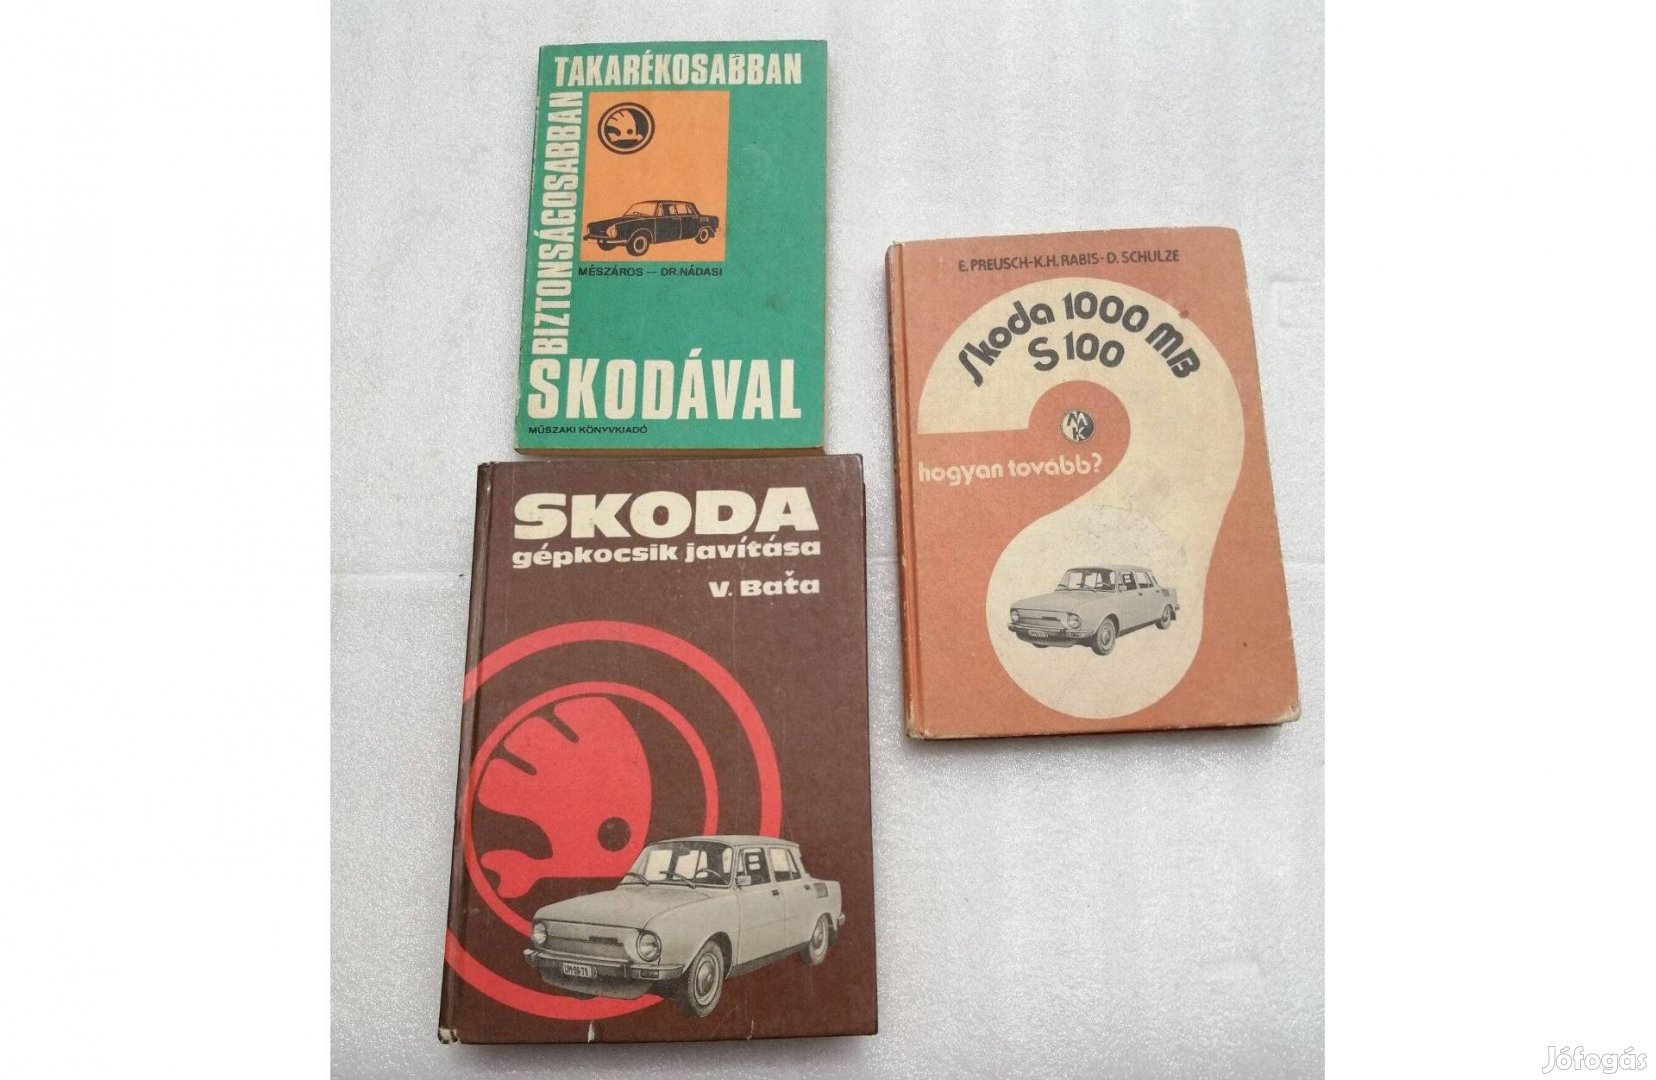 TAKARÉKOSABBAN
BIZTONSÁGOSABBAN
MÉSZÁROS — DR. NÁDASI
SKODÁVAL
MŰSZAKI KÖNYVKIADÓ
E. PREUSCH-K.H. RABIS-D. SCHULZE
Skoda 1000 MB
S 100
MK
hogyan tovább?
SKODA
gépkocsik javítása
V. Baťa
Jófogás